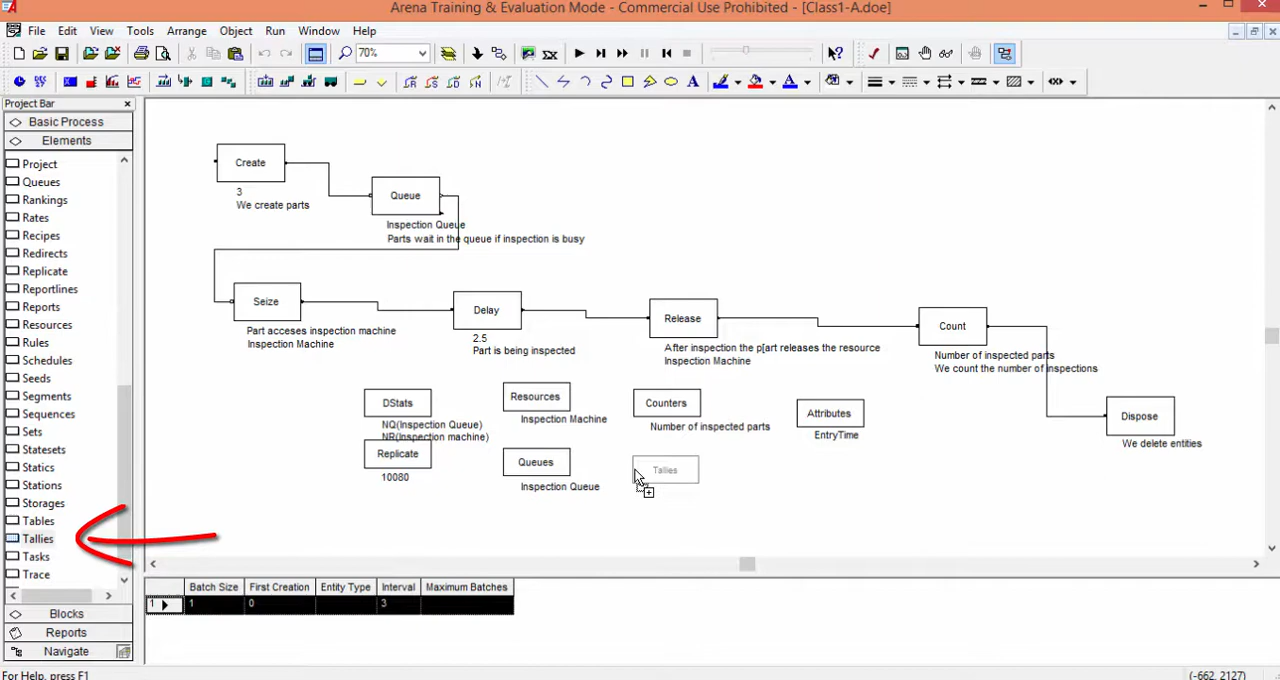 Arena Training & Evaluation Mode - Commercial Use Prohibited - [Class1-A.doe]
File Edit View Tools Arrange Object Run Window Help
70%
Project Bar
Basic Process
Elements
Project
Queues
Rankings
Rates
Recipes
Redirects
Replicate
Reportlines
Reports
Resources
Rules
Schedules
Seeds
Segments
Sequences
Sets
Statesets
Statics
Stations
Storages
Tables
Tallies
Tasks
Trace
Blocks
Reports
Navigate
Create
3
We create parts
Queue
Inspection Queue
Parts wait in the queue if inspection is busy
Seize
Part acceses inspection machine
Inspection Machine
Delay
2.5
Part is being inspected
Release
After inspection the p[art releases the resource
Inspection Machine
Count
Number of inspected parts
We count the number of inspections
Dispose
We delete entities
DStats
NQ(Inspection Queue)
NR(Inspection machine)
Resources
Inspection Machine
Counters
Number of inspected parts
Attributes
EntryTime
Replicate
10080
Queues
Inspection Queue
Tallies
Batch Size First Creation Entity Type Interval Maximum Batches
1 1 0 3
For Help, press F1
(-662, 2127)